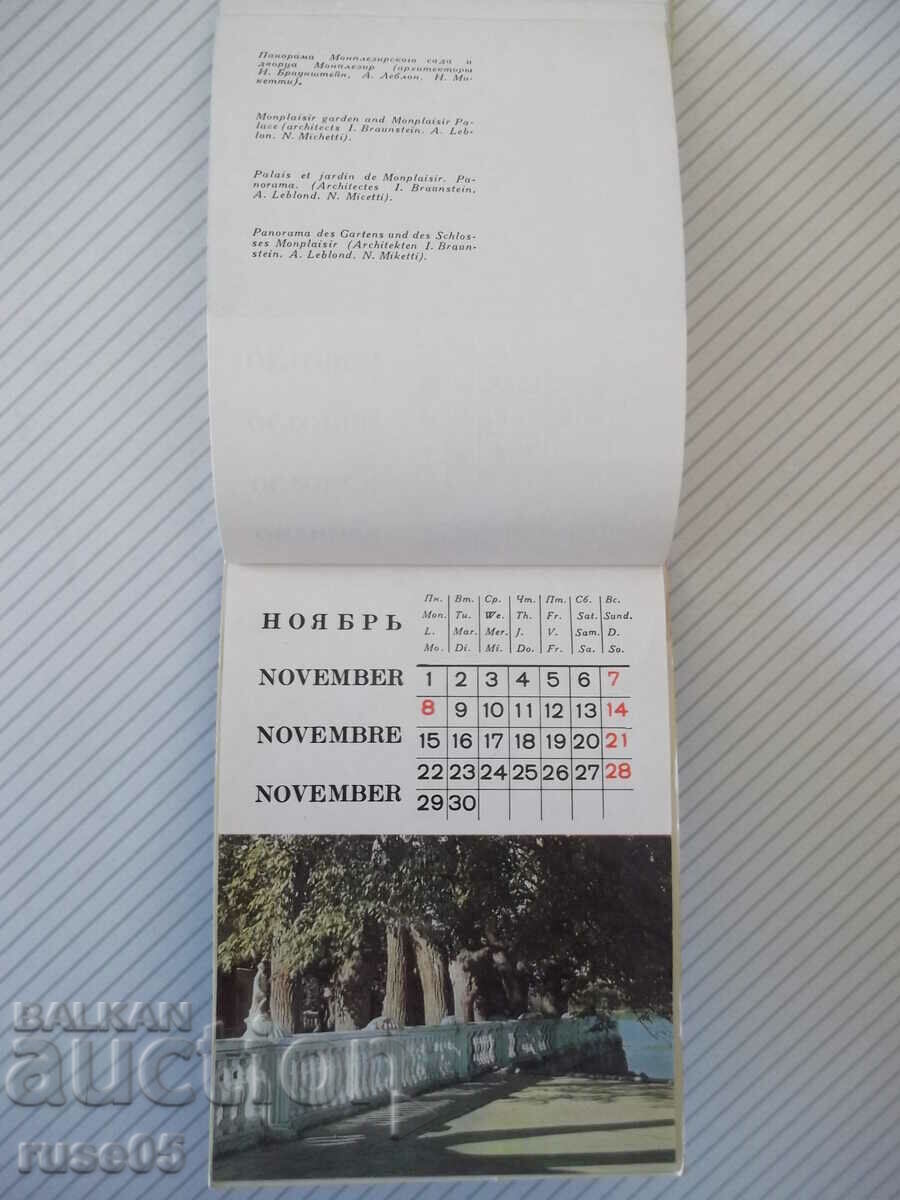 Панорама Монплезирского сада и
дворца Монплезир (архитекторы
И. Браунштейн, А. Леблон, Н. Ми-
кетти).
Monplaisir garden and Monplaisir Pa-
lace (architects I. Braunstein, A. Leb-
lon, N. Michetti).
Palais et jardin de Monplaisir. Pa-
norama. (Architectes I. Braunstein,
A. Leblond, N. Micetti).
Panorama des Gartens und des Schlos-
ses Monplaisir (Architekten I. Braun-
stein, A. Leblond, N. Miketti).
НОЯБРЬ
NOVEMBER
NOVEMBRE
NOVEMBER
Пн. Вт. Ср. Чт. Пт. Сб. Вс.
Mon. Tu. We. Th. Fr. Sat. Sund.
L. Mar. Mer. J. V. Sam. D.
Mo. Di. Mi. Do. Fr. Sa. So.
1 2 3 4 5 6 7
8 9 10 11 12 13 14
15 16 17 18 19 20 21
22 23 24 25 26 27 28
29 30
BALKAN
auction
ruse05